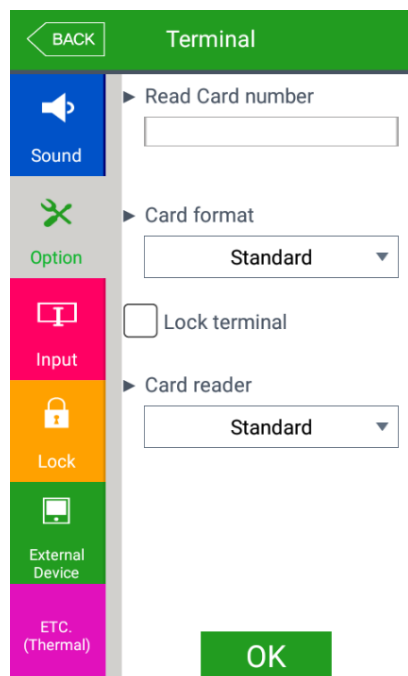 BACK
Terminal
Sound
Option
Input
Lock
External
Device
ETC.
(Thermal)
► Read Card number
► Card format
Standard
Lock terminal
► Card reader
Standard
OK